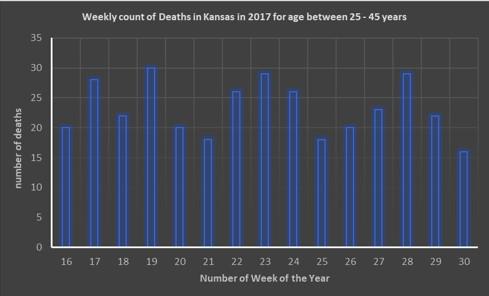 Weekly count of Deaths in Kansas in 2017 for age between 25 - 45 years
number of deaths
35
30
25
20
15
10
5
0
16 17 18 19 20 21 22 23 24 25 26 27 28 29 30
Number of Week of the Year